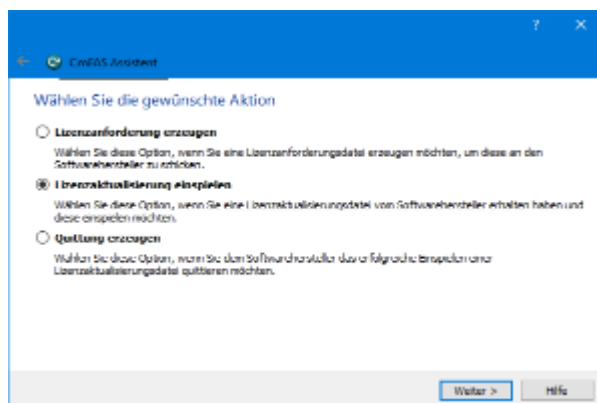 CmFAS Assistent
Wählen Sie die gewünschte Aktion
Lizenzanforderung erzeugen
Wählen Sie diese Option, wenn Sie eine Lizenzanforderungsdatei erzeugen möchten, um diese an den
Softwarehersteller zu schicken.
Lizenzaktualisierung einspielen
Wählen Sie diese Option, wenn Sie eine Lizenzaktualisierungsdatei vom Softwarehersteller erhalten haben und
diese einspielen möchten.
Quittung erzeugen
Wählen Sie diese Option, wenn Sie dem Softwarehersteller das erfolgreiche Einspielen einer
Lizenzaktualisierungsdatei quittieren möchten.
Weiter >
Hilfe